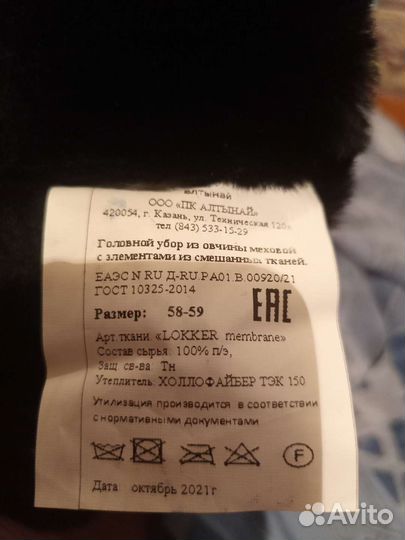 АЛТЫНАЙ
ООО «ПК АЛТЫНАЙ»
420054, г. Казань, ул. Техническая 120
тел (843) 533-15-29
Головной убор из овчины меховой
с элементами из смешанных тканей.
ЕАЭС N RU Д-RU РА01.В.00920/21
ГОСТ 10325-2014
EAC
Размер: 58-59
Арт.ткани «LOKKER membrane»
Состав сырья: 100% п/э,
Защ св-ва Тн
Утеплитель: ХОЛЛОФАЙБЕР ТЭК 150
Утилизация производится в соответствии
с нормативными документами
F
Дата октябрь 2021г
Avito